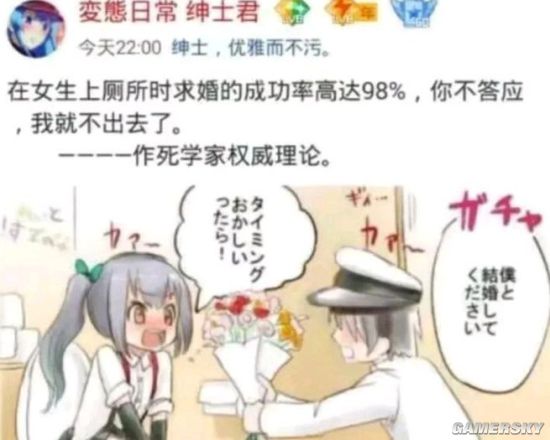 変態日常 绅士君
年
今天22:00 绅士，优雅而不污。
在女生上厕所时求婚的成功率高达98%，你不答应
，我就不出去了。
————作死学家权威理论。
ガチャ
僕と
結婚して
ください
ギィ―
カァ～
タイミング
おかしい
ったら！
カァ～
GAMERSKY